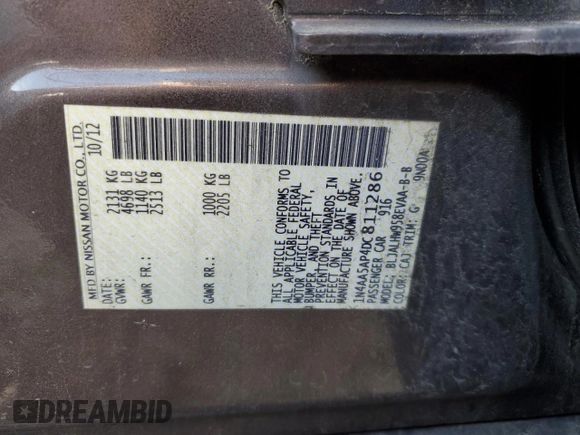 MFD BY NISSAN MOTOR CO., LTD.
DATE: 10/12
GVWR: 2131 KG
4698 LB
GAWR FR: 1140 KG
2513 LB
GAWR RR: 1000 KG
2205 LB
THIS VEHICLE CONFORMS TO
ALL APPLICABLE FEDERAL
MOTOR VEHICLE SAFETY,
BUMPER, AND THEFT
PREVENTION STANDARDS IN
EFFECT ON THE DATE OF
MANUFACTURE SHOWN ABOVE.
1N4AA5AP4DC811286
PASSENGER CAR 916
MODEL: BLJALHW958EVAA-B-B
COLOR: CAJ TRIM: G 9N00A
DREAMBID